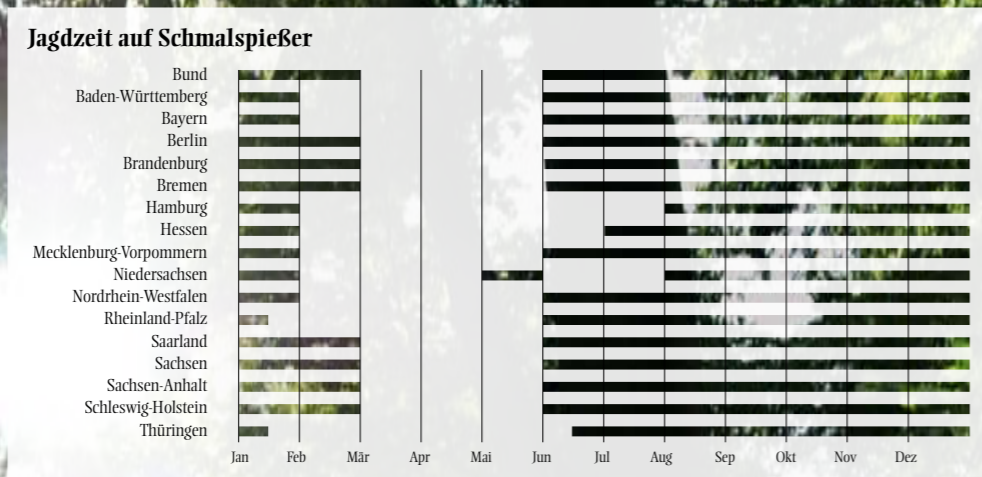 Jagdzeit auf Schmalspießer
Bund
Baden-Württemberg
Bayern
Berlin
Brandenburg
Bremen
Hamburg
Hessen
Mecklenburg-Vorpommern
Niedersachsen
Nordrhein-Westfalen
Rheinland-Pfalz
Saarland
Sachsen
Sachsen-Anhalt
Schleswig-Holstein
Thüringen
Jan Feb Mär Apr Mai Jun Jul Aug Sep Okt Nov Dez